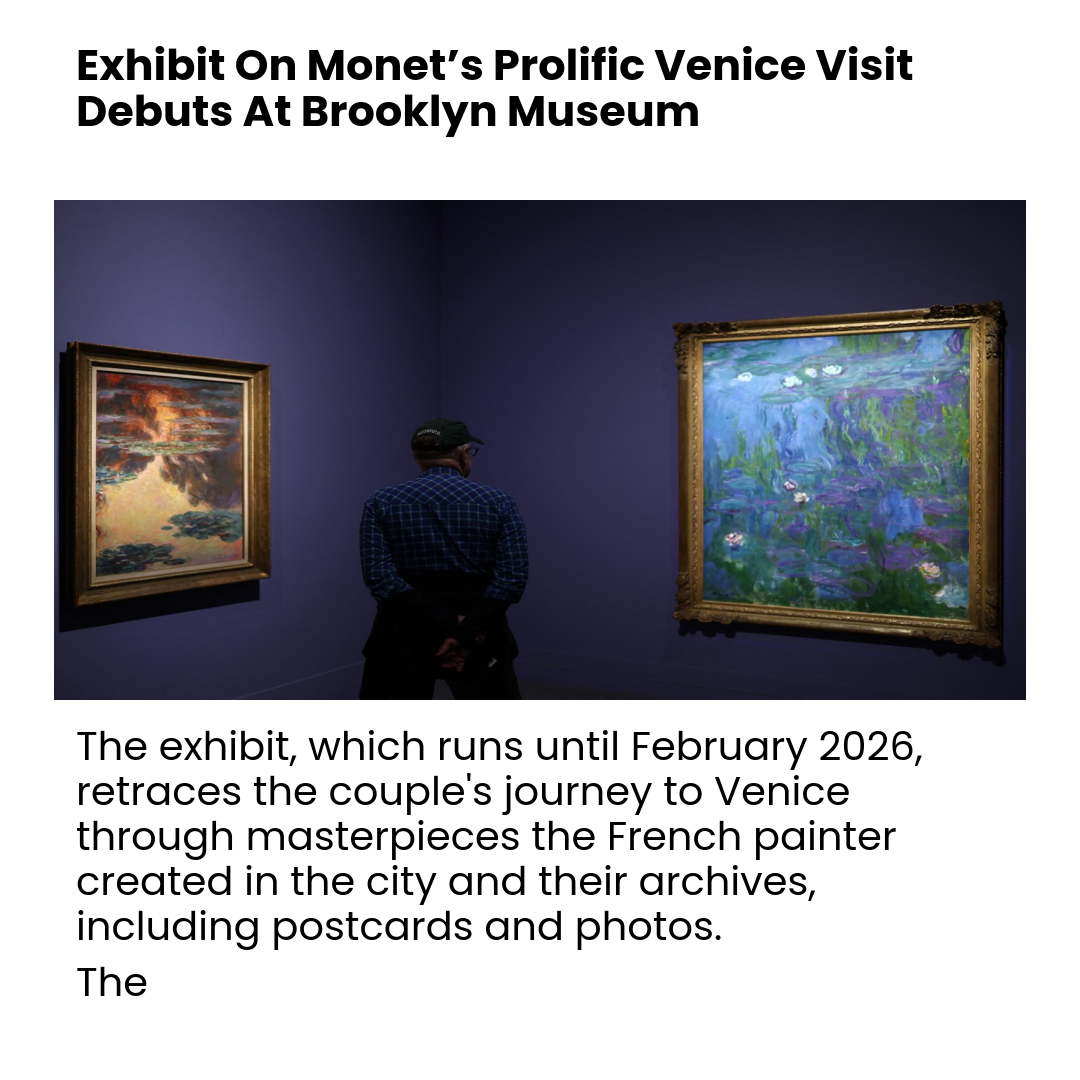 Exhibit On Monet’s Prolific Venice Visit
Debuts At Brooklyn Museum
The exhibit, which runs until February 2026,
retraces the couple's journey to Venice
through masterpieces the French painter
created in the city and their archives,
including postcards and photos.
The